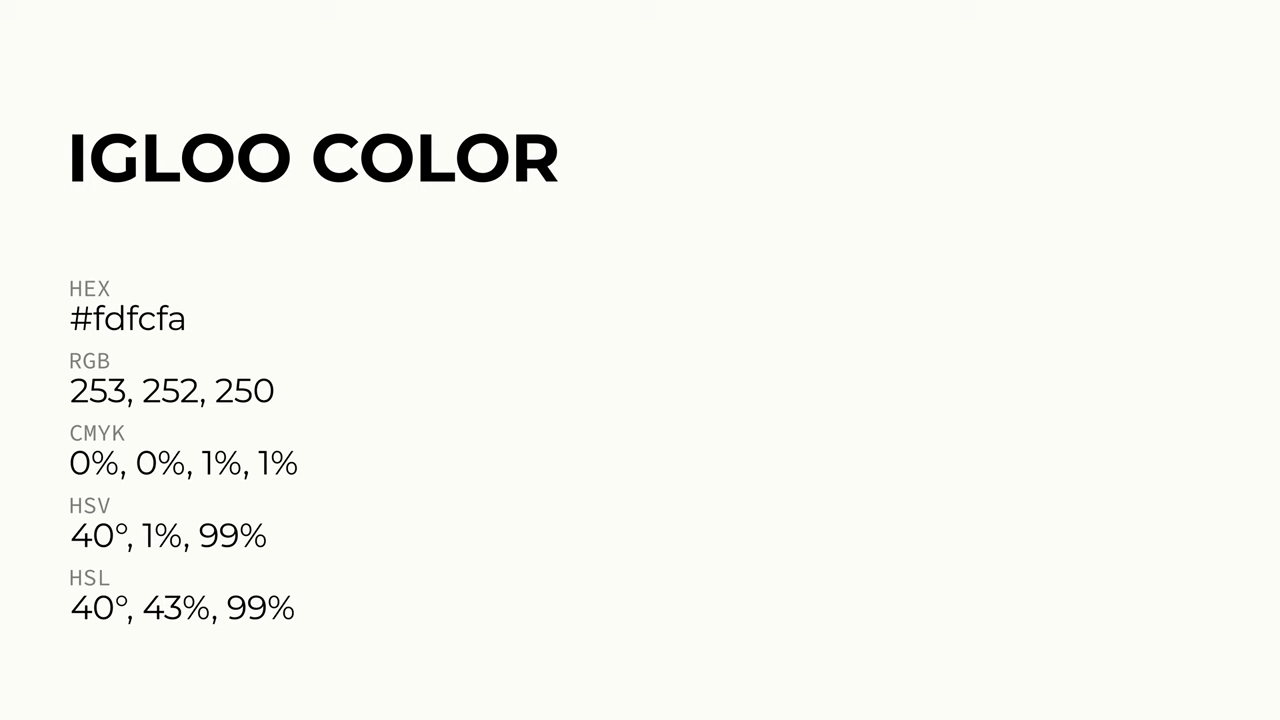 IGLOO COLOR
HEX
#fdfcfa
RGB
253, 252, 250
CMYK
0%, 0%, 1%, 1%
HSV
40°, 1%, 99%
HSL
40°, 43%, 99%